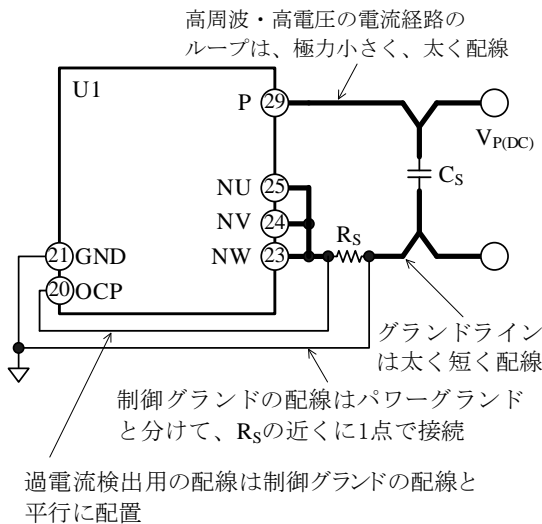 高周波・高電圧の電流経路の
ループは、極力小さく、太く配線
U1
P
29
VP(DC)
CS
NU
25
NV
24
NW
23
RS
21
GND
20
OCP
グランドライン
は太く短く配線
制御グランドの配線はパワーグランド
と分けて、RSの近くに1点で接続
過電流検出用の配線は制御グランドの配線と
平行に配置